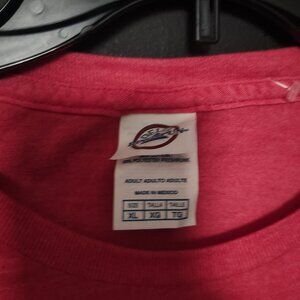 ADULT ADULTO ADULTE
MADE IN MEXICO
SIZE TALLA TAILLE
XL XG TG